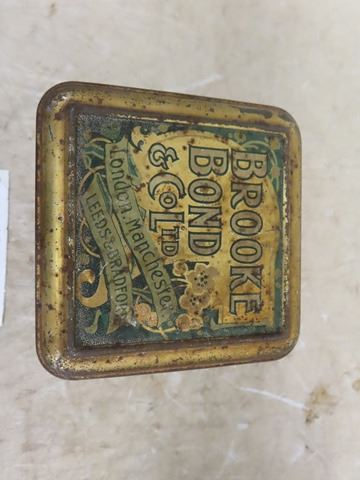 BROOKE
BOND
& Co LTD
London, Manchester,
LEEDS & BRADFORD